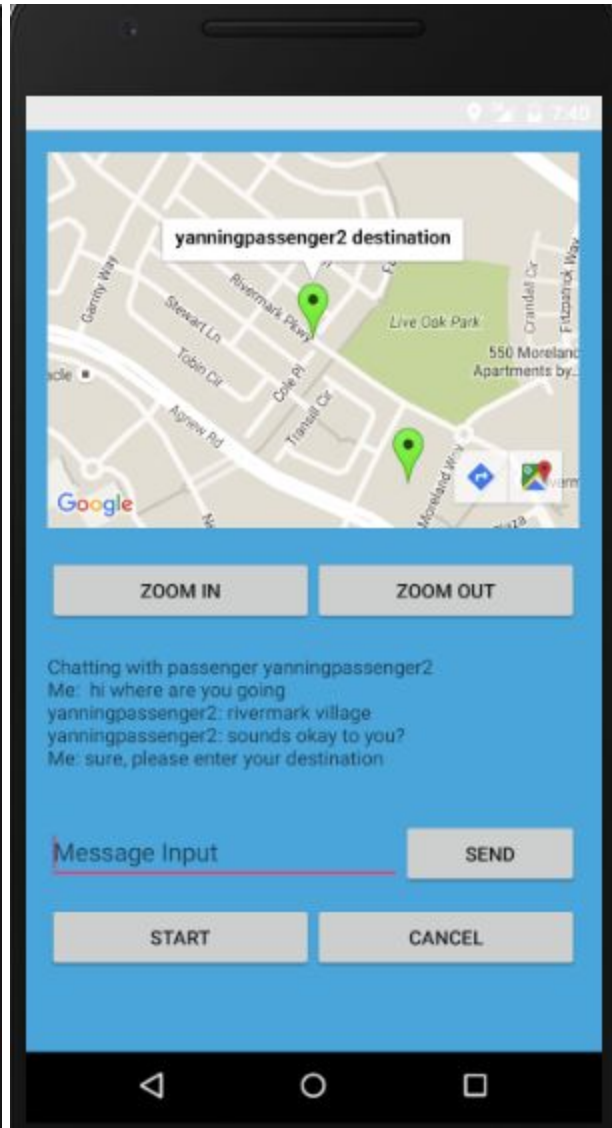 7:40
yanningpassenger2 destination
Garrity Way
Rivermark Pkwy
Stewart Ln
Tobin Cir
Cole Pl
Transill Cir
Agnew Rd
Live Oak Park
Crandall Cir
Fitzpatrick Way
550 Moreland
Apartments by...
Moreland Way
Google
ZOOM IN
ZOOM OUT
Chatting with passenger yanningpassenger2
Me: hi where are you going
yanningpassenger2: rivermark village
yanningpassenger2: sounds okay to you?
Me: sure, please enter your destination
Message Input
SEND
START
CANCEL